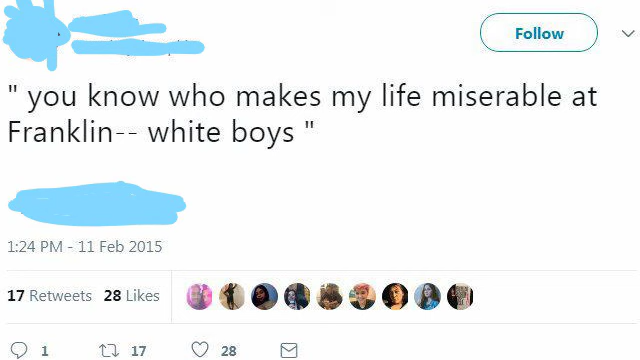 Follow
" you know who makes my life miserable at
Franklin-- white boys "
1:24 PM - 11 Feb 2015
17 Retweets 28 Likes
1 17 28